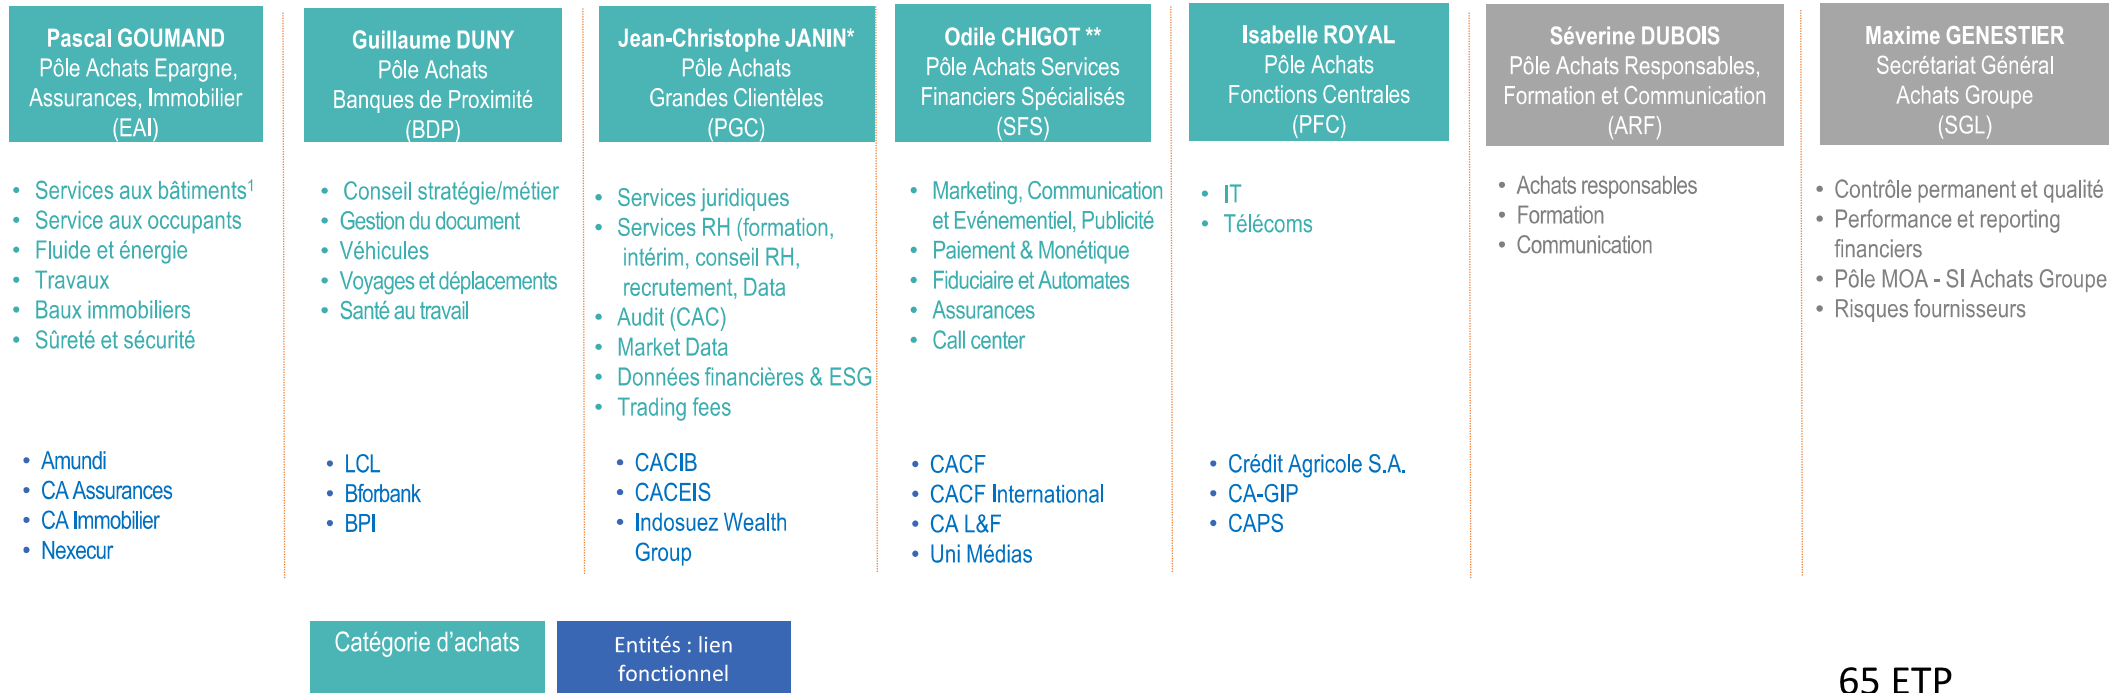 Pascal GOUMAND
Pôle Achats Epargne,
Assurances, Immobilier
(EAI)
• Services aux bâtiments¹
• Service aux occupants
• Fluide et énergie
• Travaux
• Baux immobiliers
• Sûreté et sécurité
• Amundi
• CA Assurances
• CA Immobilier
• Nexecur
Guillaume DUNY
Pôle Achats
Banques de Proximité
(BDP)
• Conseil stratégie/métier
• Gestion du document
• Véhicules
• Voyages et déplacements
• Santé au travail
• LCL
• Bforbank
• BPI
Jean-Christophe JANIN*
Pôle Achats
Grandes Clientèles
(PGC)
• Services juridiques
• Services RH (formation,
intérim, conseil RH,
recrutement, Data
• Audit (CAC)
• Market Data
• Données financières & ESG
• Trading fees
• CACIB
• CACEIS
• Indosuez Wealth
Group
Odile CHIGOT **
Pôle Achats Services
Financiers Spécialisés
(SFS)
• Marketing, Communication
et Evénementiel, Publicité
• Paiement & Monétique
• Fiduciaire et Automates
• Assurances
• Call center
• CACF
• CACF International
• CA L&F
• Uni Médias
Isabelle ROYAL
Pôle Achats
Fonctions Centrales
(PFC)
• IT
• Télécoms
• Crédit Agricole S.A.
• CA-GIP
• CAPS
Séverine DUBOIS
Pôle Achats Responsables,
Formation et Communication
(ARF)
• Achats responsables
• Formation
• Communication
Maxime GENESTIER
Secrétariat Général
Achats Groupe
(SGL)
• Contrôle permanent et qualité
• Performance et reporting
financiers
• Pôle MOA - SI Achats Groupe
• Risques fournisseurs
Catégorie d'achats
Entités : lien
fonctionnel
65 ETP